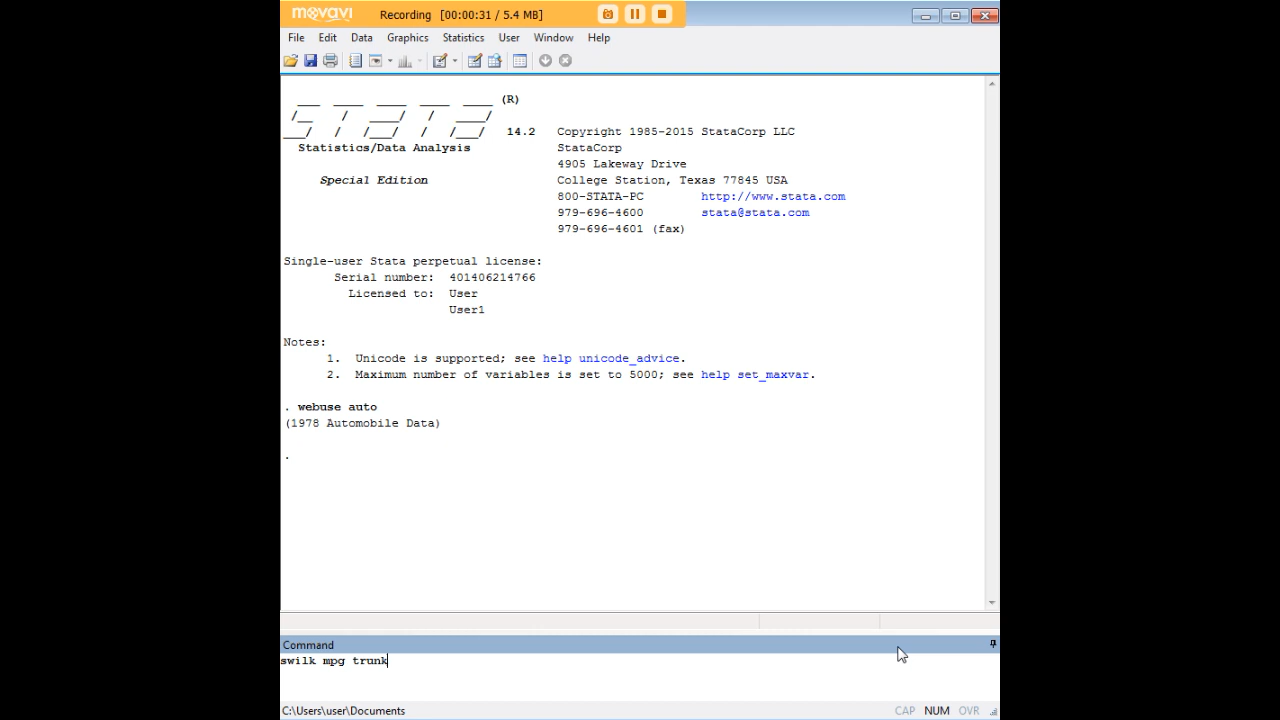 movavi Recording [00:00:31 / 5.4 MB]
File Edit Data Graphics Statistics User Window Help
(R)
STATA
14.2 Copyright 1985-2015 StataCorp LLC
Statistics/Data Analysis StataCorp
4905 Lakeway Drive
Special Edition College Station, Texas 77845 USA
800-STATA-PC http://www.stata.com
979-696-4600 stata@stata.com
979-696-4601 (fax)
Single-user Stata perpetual license:
Serial number: 401406214766
Licensed to: User
User1
Notes:
1. Unicode is supported; see help unicode_advice.
2. Maximum number of variables is set to 5000; see help set_maxvar.
. webuse auto
(1978 Automobile Data)
.
Command
swilk mpg trunk
C:\Users\user\Documents CAP NUM OVR